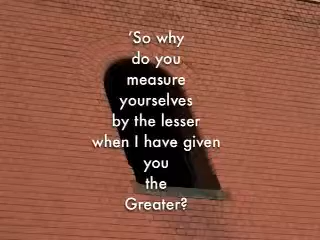 ‘So why
do you
measure
yourselves
by the lesser
when I have given
you
the
Greater?